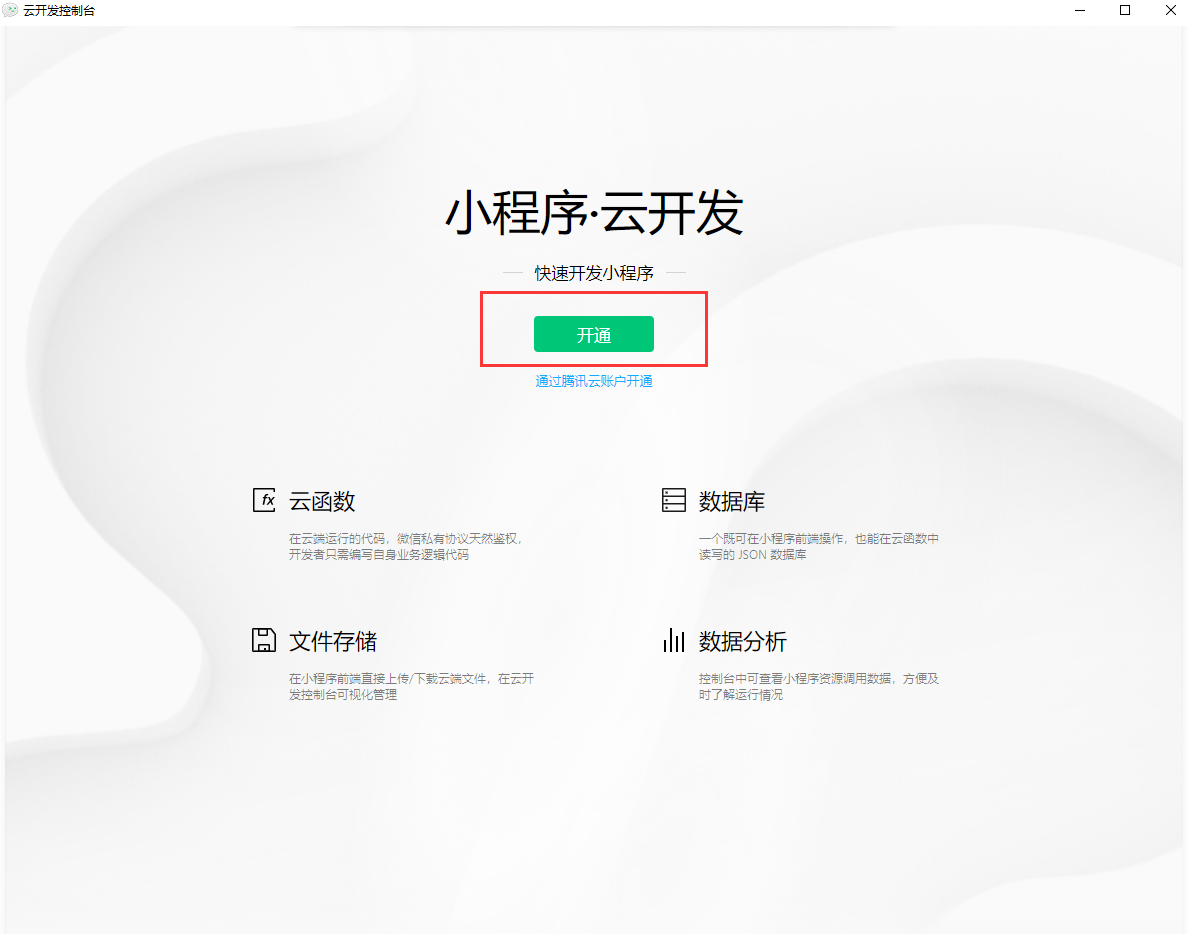 云开发控制台
小程序·云开发
快速开发小程序
开通
通过腾讯云账户开通
fx 云函数
在云端运行的代码，微信私有协议天然鉴权，
开发者只需编写自身业务逻辑代码
数据库
一个既可在小程序前端操作，也能在云函数中
读写的 JSON 数据库
文件存储
在小程序前端直接上传/下载云端文件，在云开
发控制台可视化管理
数据分析
控制台中可查看小程序资源调用数据，方便及
时了解运行情况